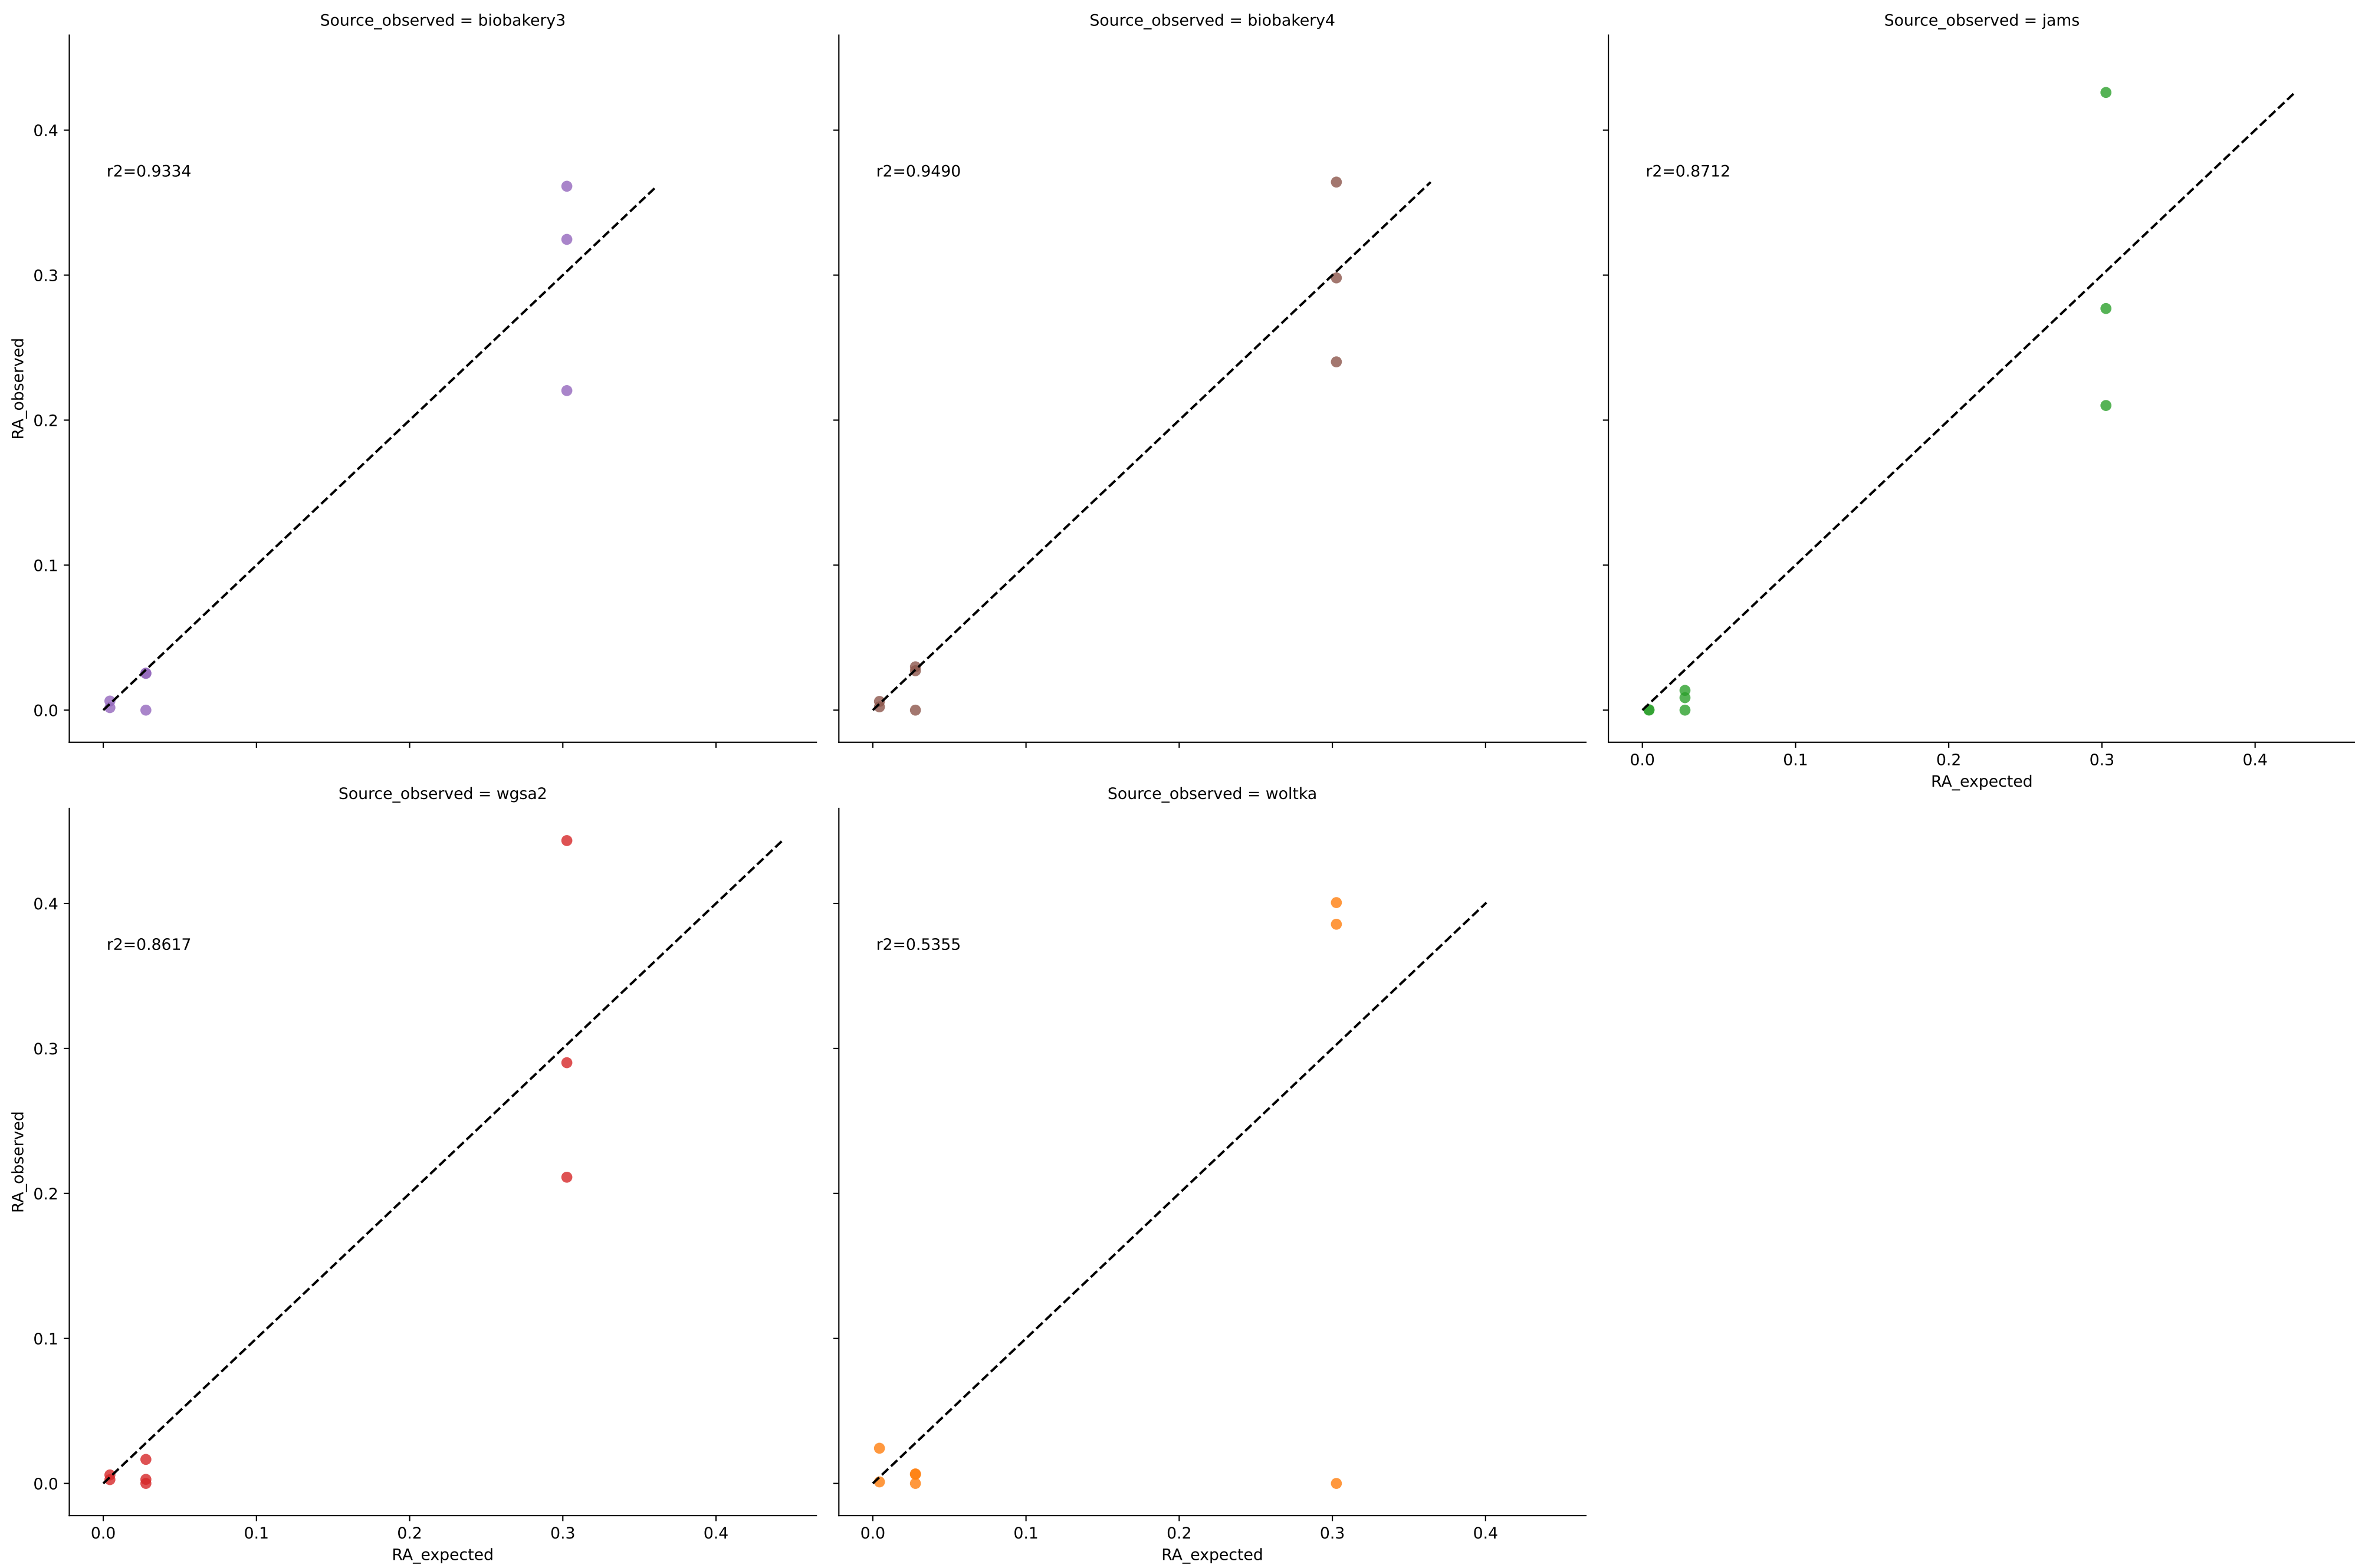 Source_observed = biobakery3
Source_observed = biobakery4
Source_observed = jams
RA_observed
0.4
0.3
0.2
0.1
0.0
r2=0.9334
r2=0.9490
r2=0.8712
0.0 0.1 0.2 0.3 0.4
RA_expected
Source_observed = wgsa2
Source_observed = woltka
RA_observed
0.4
0.3
0.2
0.1
0.0
r2=0.8617
r2=0.5355
0.0 0.1 0.2 0.3 0.4
RA_expected
0.0 0.1 0.2 0.3 0.4
RA_expected